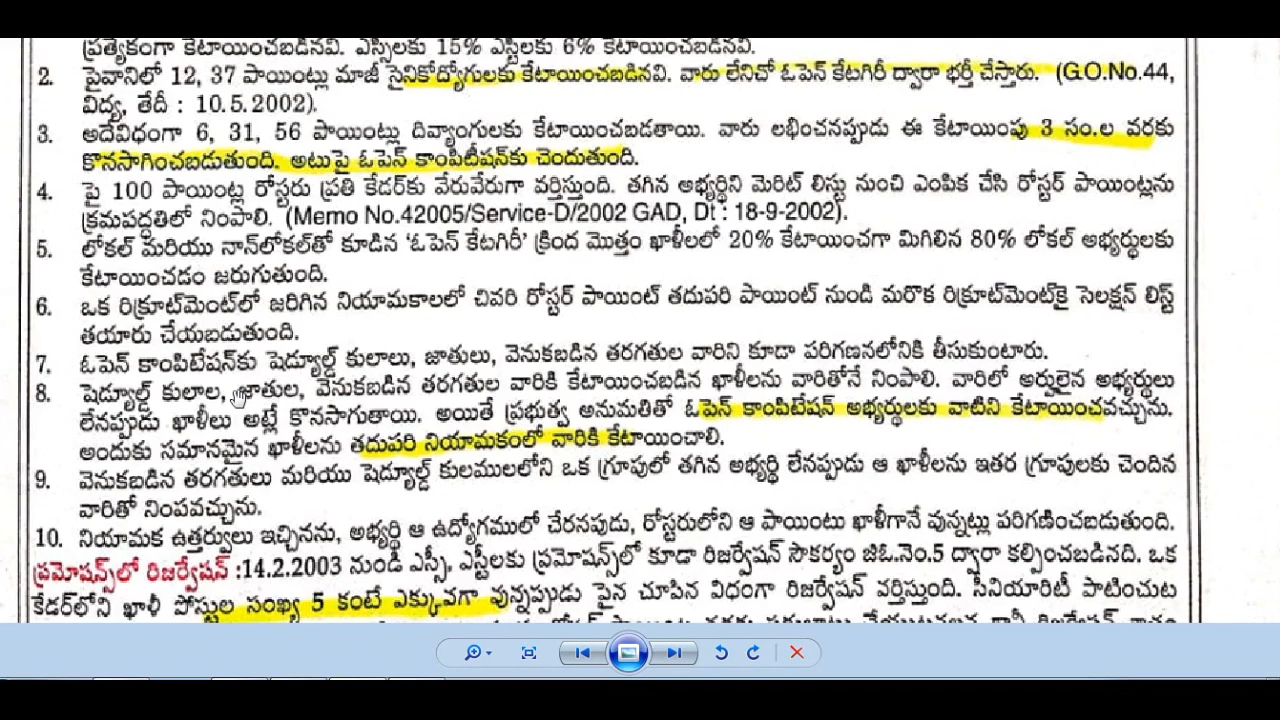 ప్రత్యేకంగా కేటాయించబడినవి. ఎస్సీలకు 15% ఎస్టీలకు 6% కేటాయించబడినవి.
2. పైవానిలో 12, 37 పాయింట్లు మాజీ సైనికోద్యోగులకు కేటాయించబడినవి. వారు లేనిచో ఓపెన్ కేటగిరీ ద్వారా భర్తీ చేస్తారు. (G.O.No.44,
విద్య, తేదీ : 10.5.2002).
3. అదేవిధంగా 6, 31, 56 పాయింట్లు దివ్యాంగులకు కేటాయించబడతాయి. వారు లభించనప్పుడు ఈ కేటాయింపు 3 సం.ల వరకు
కొనసాగించబడుతుంది. అటుపై ఓపెన్ కాంపిటీషన్‌కు చెందుతుంది.
4. పై 100 పాయింట్ల రోస్టరు ప్రతి కేడర్‌కు వేరువేరుగా వర్తిస్తుంది. తగిన అభ్యర్థిని మెరిట్ లిస్టు నుంచి ఎంపిక చేసి రోస్టర్ పాయింట్లను
క్రమపద్ధతిలో నింపాలి. (Memo No.42005/Service-D/2002 GAD, Dt : 18-9-2002).
5. లోకల్ మరియు నాన్‌లోకల్‌తో కూడిన ‘ఓపెన్ కేటగిరీ’ క్రింద మొత్తం ఖాళీలలో 20% కేటాయించగా మిగిలిన 80% లోకల్ అభ్యర్థులకు
కేటాయించడం జరుగుతుంది.
6. ఒక రిక్రూట్‌మెంట్‌లో జరిగిన నియామకాలలో చివరి రోస్టర్ పాయింట్ తదుపరి పాయింట్ నుండి మరొక రిక్రూట్‌మెంట్‌కై సెలక్షన్ లిస్ట్
తయారు చేయబడుతుంది.
7. ఓపెన్ కాంపిటేషన్‌కు షెడ్యూల్డ్ కులాలు, జాతులు, వెనుకబడిన తరగతుల వారిని కూడా పరిగణనలోనికి తీసుకుంటారు.
8. షెడ్యూల్డ్ కులాల, జాతుల, వెనుకబడిన తరగతుల వారికి కేటాయించబడిన ఖాళీలను వారితోనే నింపాలి. వారిలో అర్హులైన అభ్యర్థులు
లేనప్పుడు ఖాళీలు అట్లే కొనసాగుతాయి. అయితే ప్రభుత్వ అనుమతితో ఓపెన్ కాంపిటేషన్ అభ్యర్థులకు వాటిని కేటాయించవచ్చును.
అందుకు సమానమైన ఖాళీలను తదుపరి నియామకంలో వారికి కేటాయించాలి.
9. వెనుకబడిన తరగతులు మరియు షెడ్యూల్డ్ కులములలోని ఒక గ్రూపులో తగిన అభ్యర్థి లేనప్పుడు ఆ ఖాళీలను ఇతర గ్రూపులకు చెందిన
వారితో నింపవచ్చును.
10. నియామక ఉత్తర్వులు ఇచ్చినను, అభ్యర్థి ఆ ఉద్యోగములో చేరనపుడు, రోస్టరులోని ఆ పాయింటు ఖాళీగానే వున్నట్లు పరిగణించబడుతుంది.
ప్రమోషన్స్‌లో రిజర్వేషన్ :14.2.2003 నుండి ఎస్సీ, ఎస్టీలకు ప్రమోషన్స్‌లో కూడా రిజర్వేషన్ సౌకర్యం జిఓ.నెం.5 ద్వారా కల్పించబడినది. ఒక
కేడర్‌లోని ఖాళీ పోస్టుల సంఖ్య 5 కంటే ఎక్కువగా వున్నప్పుడు పైన చూపిన విధంగా రిజర్వేషన్ వర్తిస్తుంది. సీనియారిటీ పాటించుట